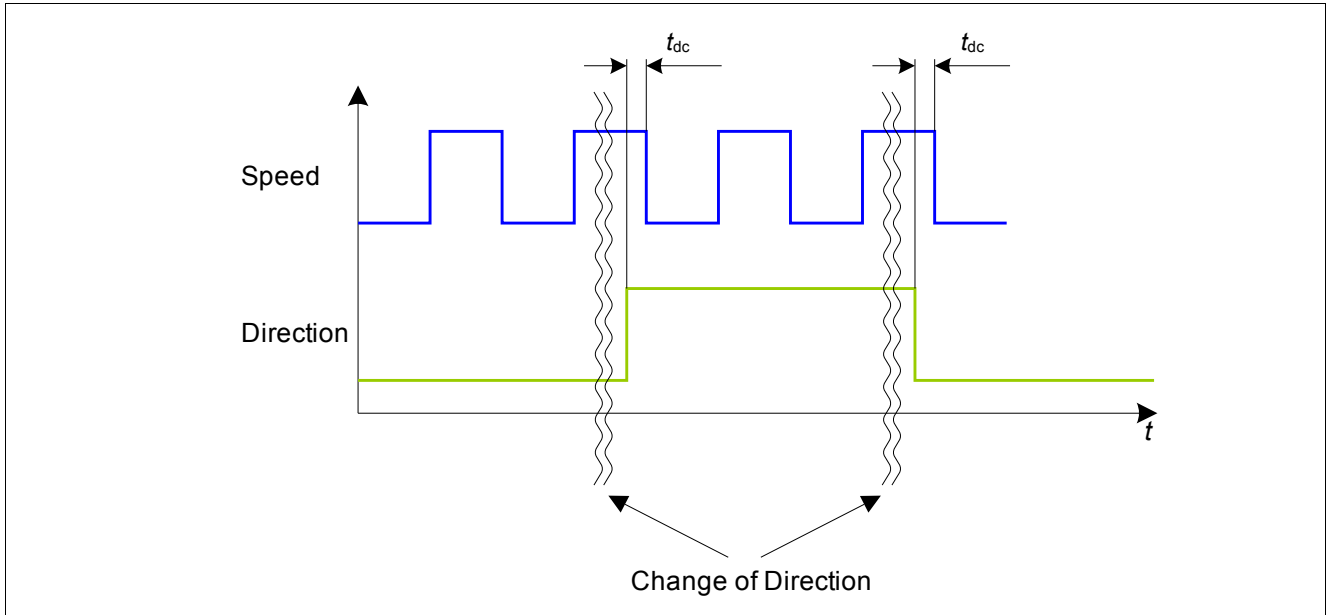 tdc
tdc
Speed
Direction
t
Change of Direction